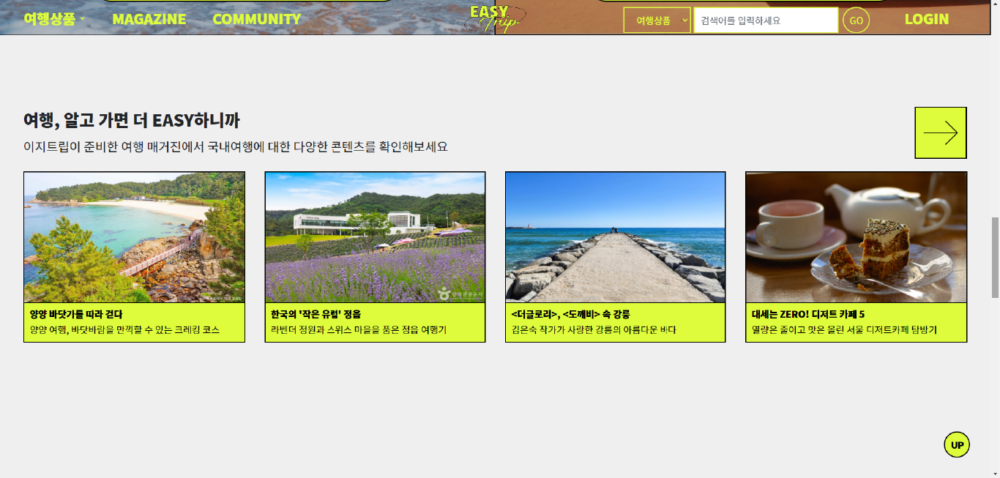 여행상품
MAGAZINE
COMMUNITY
EASY
Trip
여행상품
검색어를 입력하세요
GO
LOGIN
여행, 알고 가면 더 EASY하니까
이지트립이 준비한 여행 매거진에서 국내여행에 대한 다양한 콘텐츠를 확인해보세요
한국관광공사
양양 바닷가를 따라 걷다
양양 여행, 바닷바람을 만끽할 수 있는 크레킹 코스
한국의 '작은 유럽' 정읍
라벤더 정원과 스위스 마을을 품은 정읍 여행기
<더글로리>, <도깨비> 속 강릉
김은숙 작가가 사랑한 강릉의 아름다운 바다
대세는 ZERO! 디저트 카페 5
열량은 줄이고 맛은 올린 서울 디저트카페 탐방기
UP